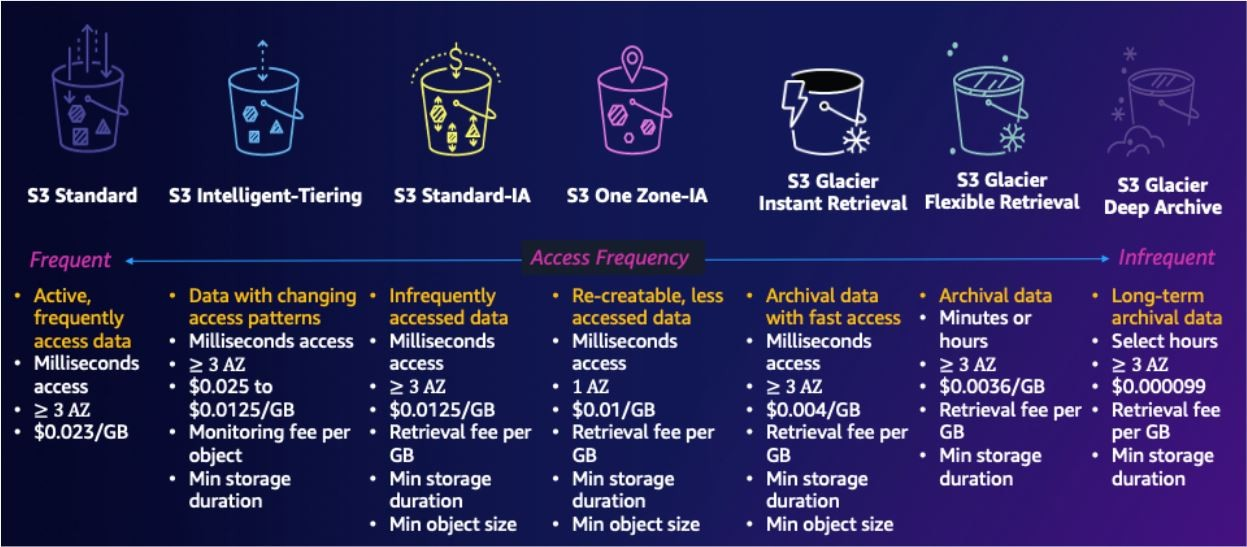 S3 Standard
S3 Intelligent-Tiering
S3 Standard-IA
S3 One Zone-IA
S3 Glacier
Instant Retrieval
S3 Glacier
Flexible Retrieval
S3 Glacier
Deep Archive
Frequent
Access Frequency
Infrequent
• Active,
frequently
access data
• Milliseconds
access
• ≥ 3 AZ
• $0.023/GB
• Data with changing
access patterns
• Milliseconds access
• ≥ 3 AZ
• $0.025 to
$0.0125/GB
• Monitoring fee per
object
• Min storage
duration
• Infrequently
accessed data
• Milliseconds
access
• ≥ 3 AZ
• $0.0125/GB
• Retrieval fee per
GB
• Min storage
duration
• Min object size
• Re-creatable, less
accessed data
• Milliseconds
access
• 1 AZ
• $0.01/GB
• Retrieval fee per
GB
• Min storage
duration
• Min object size
• Archival data
with fast access
• Milliseconds
access
• ≥ 3 AZ
• $0.004/GB
• Retrieval fee per
GB
• Min storage
duration
• Min object size
• Archival data
• Minutes or
hours
• ≥ 3 AZ
• $0.0036/GB
• Retrieval fee per
GB
• Min storage
duration
• Long-term
archival data
• Select hours
• ≥ 3 AZ
• $0.000099
• Retrieval fee
per GB
• Min storage
duration